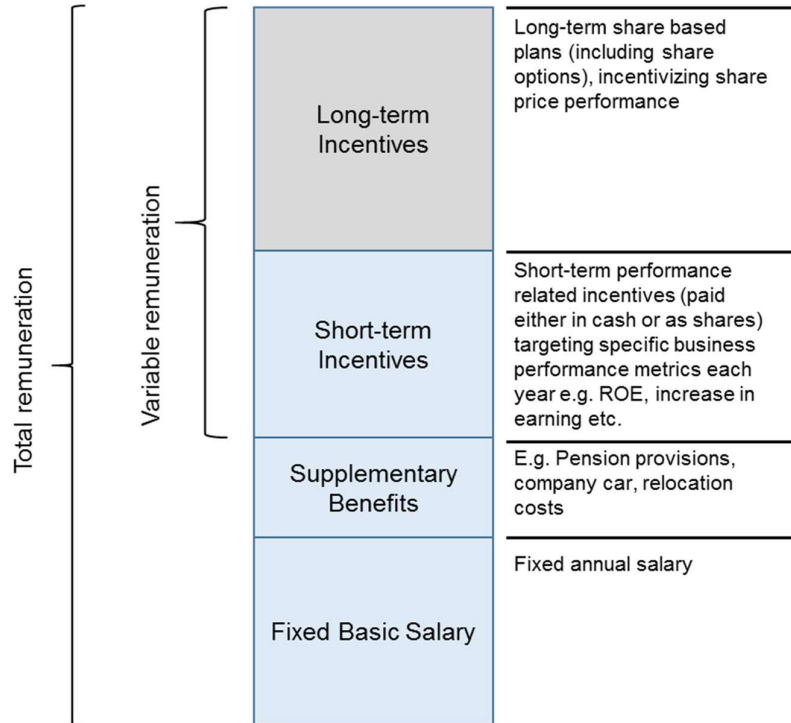 Total remuneration
Variable remuneration
Long-term
Incentives
Long-term share based
plans (including share
options), incentivizing share
price performance
Short-term
Incentives
Short-term performance
related incentives (paid
either in cash or as shares)
targeting specific business
performance metrics each
year e.g. ROE, increase in
earning etc.
Supplementary
Benefits
E.g. Pension provisions,
company car, relocation
costs
Fixed Basic Salary
Fixed annual salary